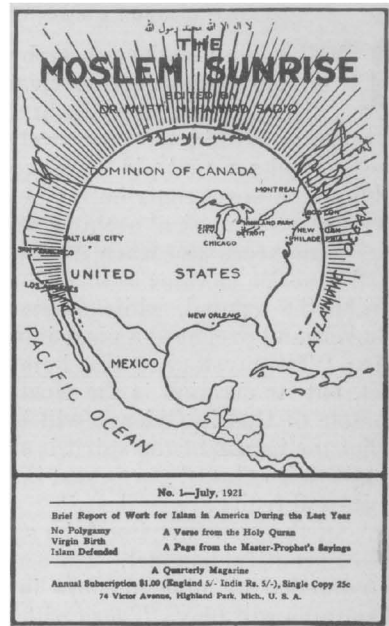 لا اله الا الله محمد رسول الله
THE
MOSLEM SUNRISE
EDITED BY
DR. MUFTI MUHAMMAD SADIQ
شمس الاسلام
DOMINION OF CANADA
MONTREAL
BOSTON
ZION CITY
HIGHLAND PARK
NEW YORK
DETROIT
PHILADELPHIA
CHICAGO
SALT LAKE CITY
SAN FRANCISCO
UNITED STATES
LOS ANGELES
NEW ORLEANS
MEXICO
ATLANTIC OCEAN
PACIFIC OCEAN
No. 1—July, 1921
Brief Report of Work for Islam in America During the Last Year
No Polygamy
Virgin Birth
Islam Defended
A Verse from the Holy Quran
A Page from the Master-Prophet's Sayings
A Quarterly Magazine
Annual Subscription $1.00 (England 5/- India Rs. 5/-), Single Copy 25c
74 Victor Avenue, Highland Park, Mich., U. S. A.